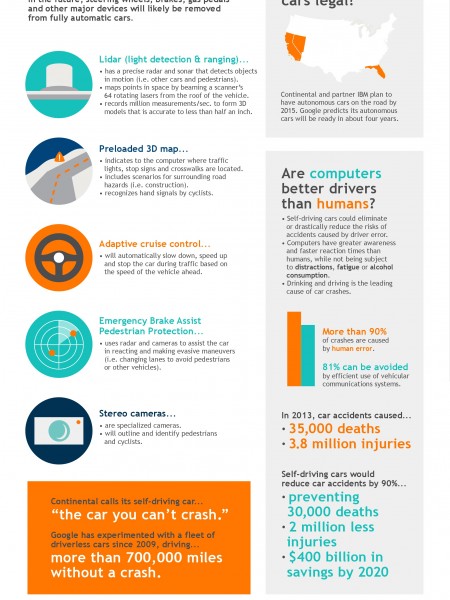 in the future, steering wheels, brakes, gas pedals
and other major devices will likely be removed
from fully automatic cars.
Lidar (light detection & ranging)...
• has a precise radar and sonar that detects objects
in motion (i.e. other cars and pedestrians).
• maps points in space by beaming a scanner's
64 rotating lasers from the roof of the vehicle.
• records million measurements/sec. to form 3D
models that is accurate to less than half an inch.
Preloaded 3D map...
• indicates to the computer where traffic
lights, stop signs and crosswalks are located.
• includes scenarios for surrounding road
hazards (i.e. construction).
• recognizes hand signals by cyclists.
Adaptive cruise control...
• will automatically slow down, speed up
and stop the car during traffic based on
the speed of the vehicle ahead.
Emergency Brake Assist
Pedestrian Protection...
• uses radar and cameras to assist the car
in reacting and making evasive maneuvers
(i.e. changing lanes to avoid pedestrians
or other vehicles).
Stereo cameras...
• are specialized cameras.
• will outline and identify pedestrians
and cyclists.
Continental calls its self-driving car...
"the car you can't crash."
Google has experimented with a fleet of
driverless cars since 2009, driving...
more than 700,000 miles
without a crash.
cars legal?
Continental and partner IBM plan to
have autonomous cars on the road by
2015. Google predicts its autonomous
cars will be ready in about four years.
Are computers
better drivers
than humans?
• Self-driving cars could eliminate
or drastically reduce the risks of
accidents caused by driver error.
• Computers have greater awareness
and faster reaction times than
humans, while not being subject
to distractions, fatigue or alcohol
consumption.
• Drinking and driving is the leading
cause of car crashes.
More than 90%
of crashes are caused
by human error.
81% can be avoided
by efficient use of vehicular
communications systems.
In 2013, car accidents caused...
• 35,000 deaths
• 3.8 million injuries
Self-driving cars would
reduce car accidents by 90%...
• preventing
30,000 deaths
• 2 million less
injuries
• $400 billion in
savings by 2020